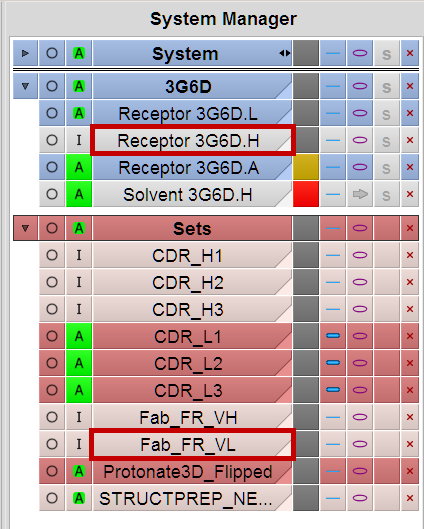 System Manager
System A S
3G6D A S
Receptor 3G6D.L A
Receptor 3G6D.H I S
Receptor 3G6D.A A
Solvent 3G6D.H A S
Sets A
CDR_H1 I
CDR_H2 I
CDR_H3 I
CDR_L1 A
CDR_L2 A
CDR_L3 A
Fab_FR_VH I
Fab_FR_VL I
Protonate3D_Flipped A
STRUCTPREP_NE... A